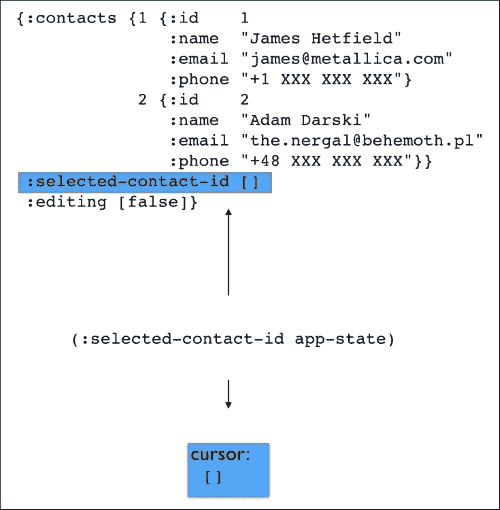 {:contacts {1 {:id    1
               :name  "James Hetfield"
               :email "james@metallica.com"
               :phone "+1 XXX XXX XXX"}
            2 {:id    2
               :name  "Adam Darski"
               :email "the.nergal@behemoth.pl"
               :phone "+48 XXX XXX XXX"}}
 :selected-contact-id []
 :editing [false]}
(:selected-contact-id app-state)
cursor:
[]